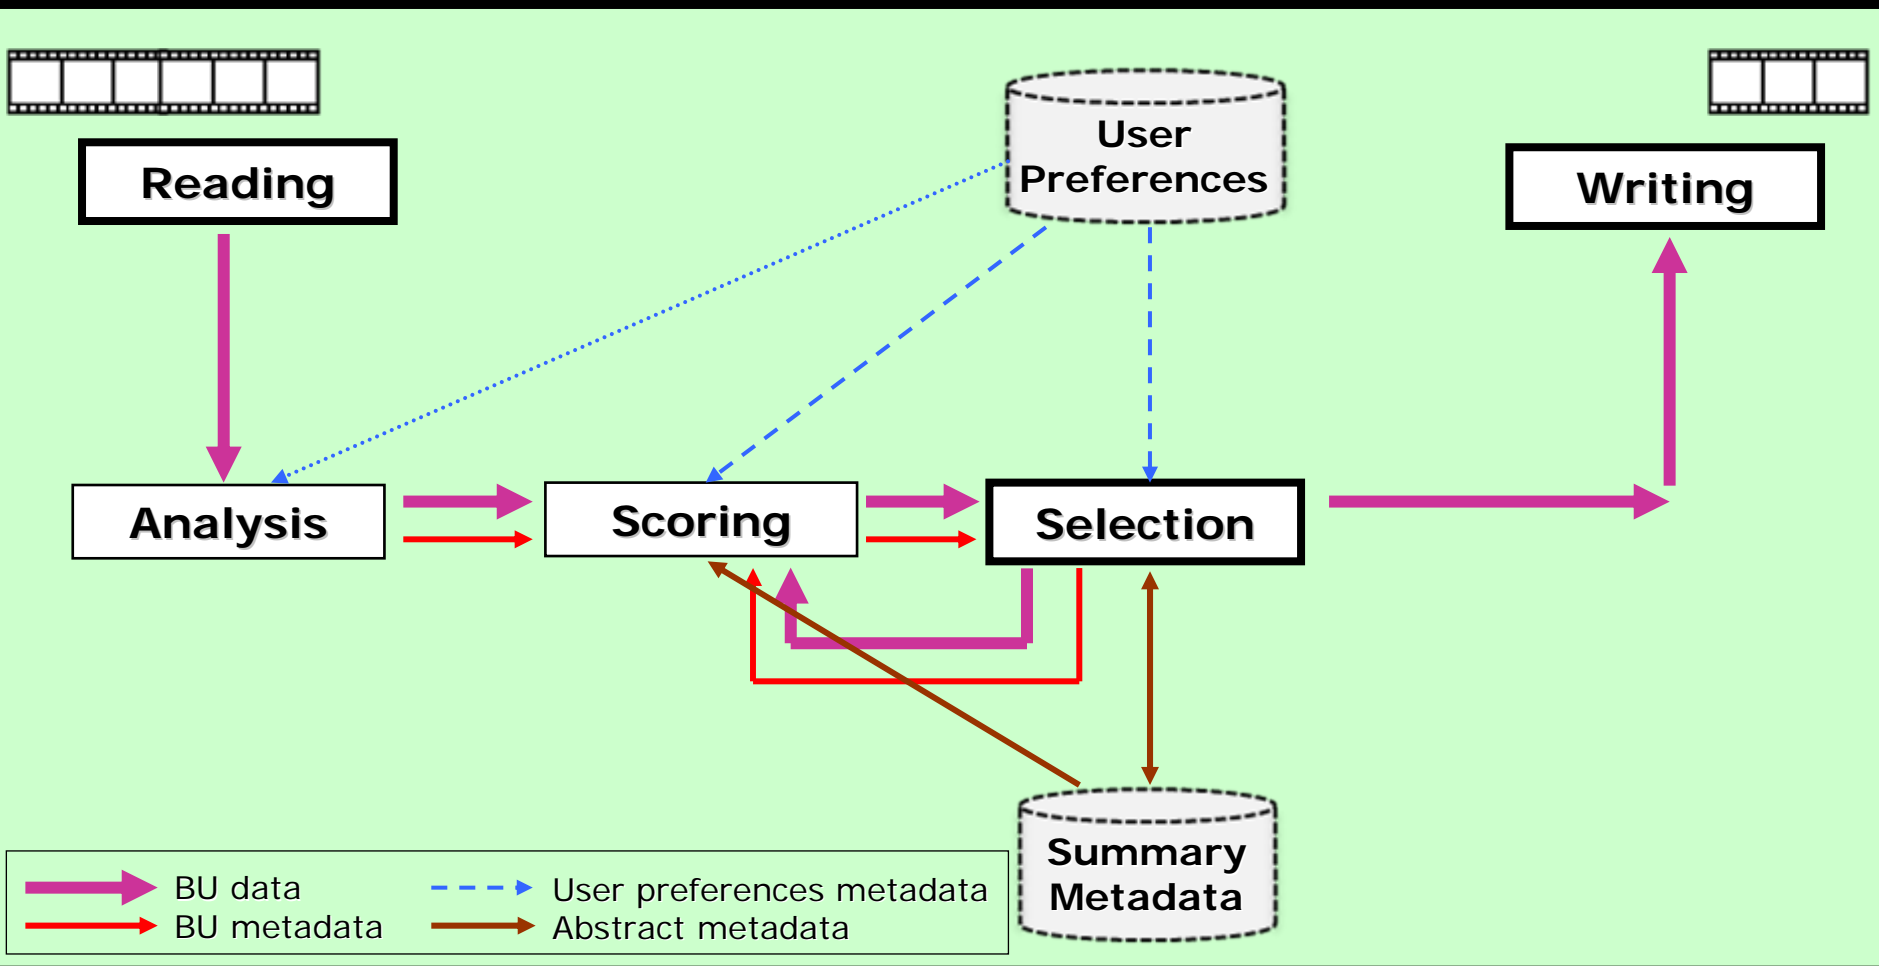 User
Preferences
Reading
Writing
Analysis
Scoring
Selection
Summary
Metadata
BU data
User preferences metadata
BU metadata
Abstract metadata